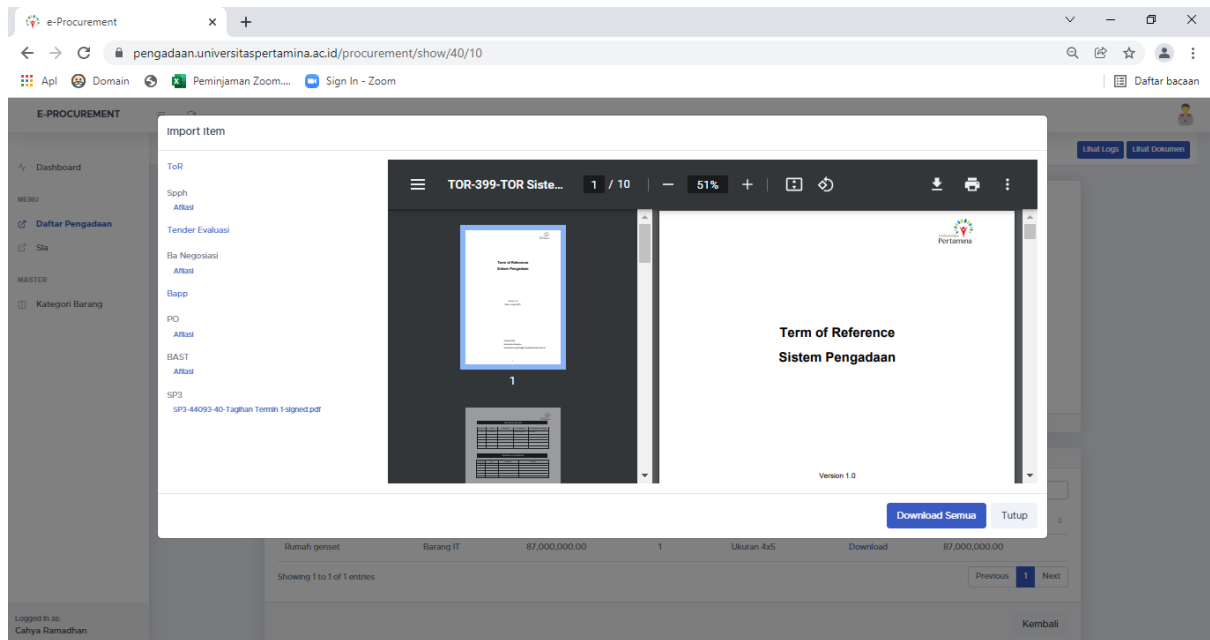 e-Procurement
pengadaan.universitaspertamina.ac.id/procurement/show/40/10
Apl
Domain
Peminjaman Zoom....
Sign In - Zoom
Daftar bacaan
E-PROCUREMENT
Lihat Logs
Lihat Dokumen
Dashboard
MENU
Daftar Pengadaan
Sla
MASTER
Kategori Barang
Import Item
ToR
Spph
Afiliasi
Tender Evaluasi
Ba Negosiasi
Afiliasi
Bapp
PO
Afiliasi
BAST
Afiliasi
SP3
SP3-44093-40-Tagihan Termin 1-signed.pdf
TOR-399-TOR Siste... 1 / 10 51%
Term of Reference
Sistem Pengadaan
1
Pertamina
Term of Reference
Sistem Pengadaan
Version 1.0
Download Semua
Tutup
Rumah genset Barang IT 87,000,000.00 1 Ukuran 4x5 Download 87,000,000.00
Showing 1 to 1 of 1 entries
Previous 1 Next
Kembali
Logged in as:
Cahya Ramadhan